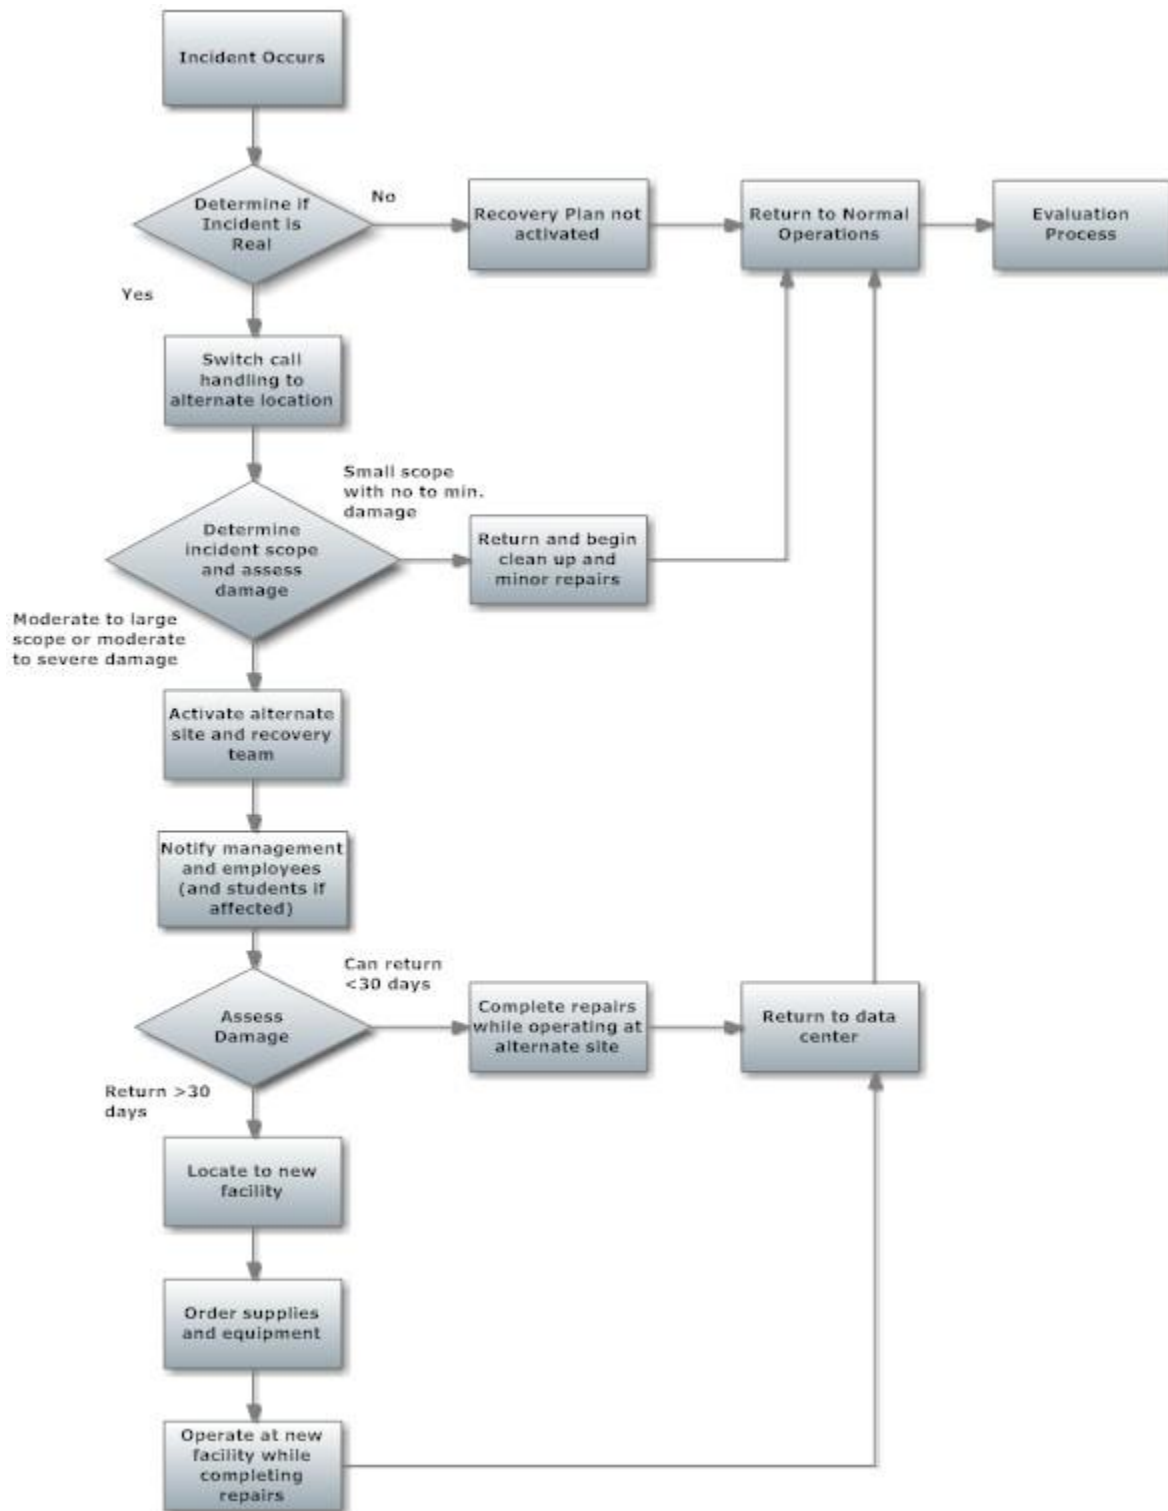 Incident Occurs
Determine if
Incident is
Real
No
Recovery Plan not
activated
Return to Normal
Operations
Evaluation
Process
Yes
Switch call
handling to
alternate location
Small scope
with no to min.
damage
Determine
incident scope
and assess
damage
Return and begin
clean up and
minor repairs
Moderate to large
scope or moderate
to severe damage
Activate alternate
site and recovery
team
Notify management
and employees
(and students if
affected)
Can return
<30 days
Assess
Damage
Complete repairs
while operating at
alternate site
Return to data
center
Return >30
days
Locate to new
facility
Order supplies
and equipment
Operate at new
facility while
completing
repairs